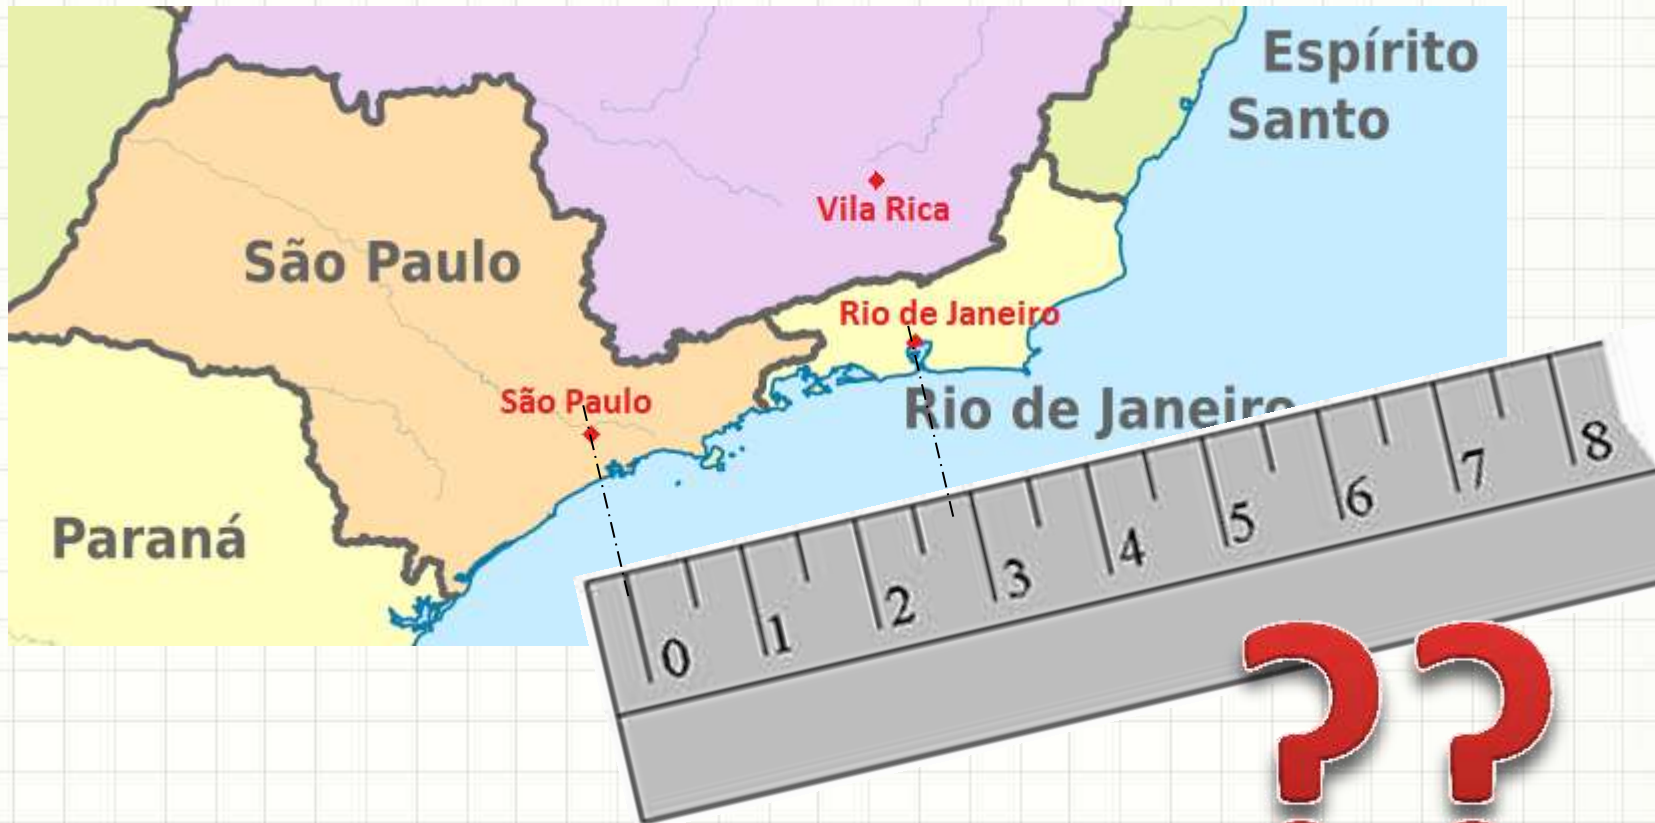 Espírito
Santo
Vila Rica
São Paulo
Rio de Janeiro
São Paulo
Rio de Janeiro
Paraná
0 1 2 3 4 5 6 7 8
??